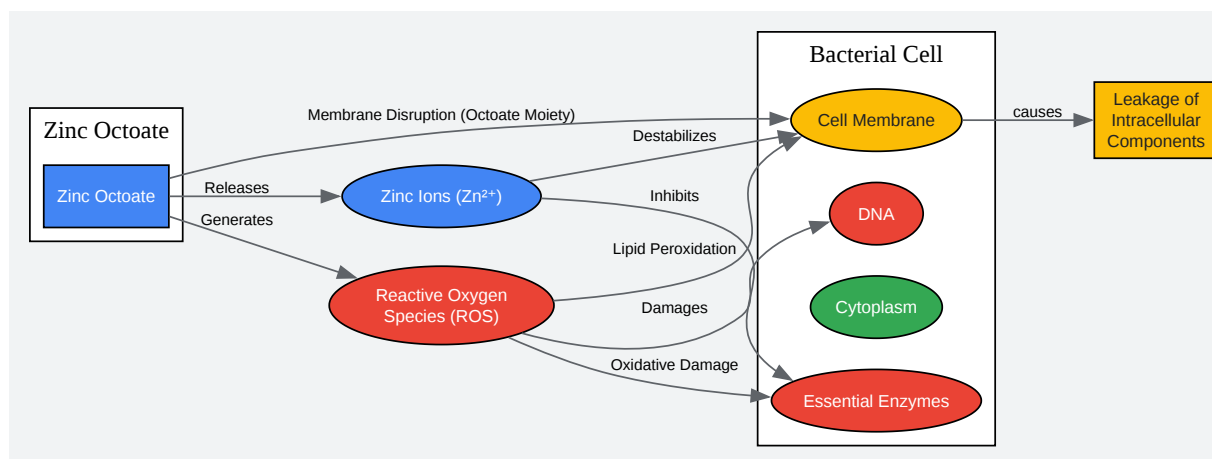 Bacterial Cell
Zinc Octoate
Zinc Octoate
Membrane Disruption (Octoate Moiety)
Releases
Generates
Zinc Ions (Zn²⁺)
Reactive Oxygen
Species (ROS)
Destabilizes
Inhibits
Lipid Peroxidation
Damages
Oxidative Damage
Cell Membrane
DNA
Cytoplasm
Essential Enzymes
causes
Leakage of
Intracellular
Components